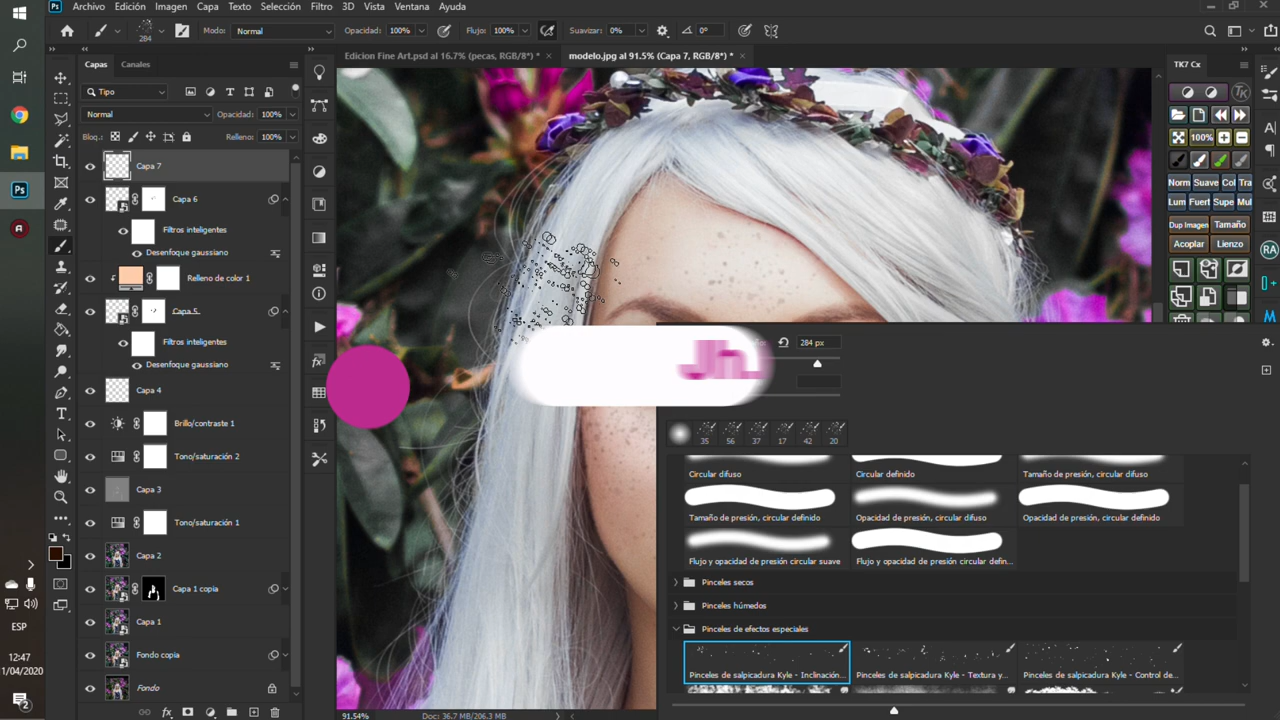 Archivo Edición Imagen Capa Texto Selección Filtro 3D Vista Ventana Ayuda
284 Modo: Normal Opacidad: 100% Flujo: 100% Suavizar: 0% 0°
Edicion Fine Art.psd al 16.7% (pecas, RGB/8*) *
modelo.jpg al 91.5% (Capa 7, RGB/8*) *
Capas Canales
Tipo
Normal Opacidad: 100%
Bloq.: Relleno: 100%
Capa 7
Capa 6
Filtros inteligentes
Desenfoque gaussiano
Relleno de color 1
Capa 5
Filtros inteligentes
Desenfoque gaussiano
Capa 4
Brillo/contraste 1
Tono/saturación 2
Capa 3
Tono/saturación 1
Capa 2
Capa 1 copia
Capa 1
Fondo copia
Fondo
TK7 Cx
TK
100%
Norm Suave Col Tra
Lum Fuert Supe Mul
Dup Imagen Tamaño
Acoplar Lienzo
RA
284 px
35 56 37 17 42 20
Circular difuso Circular definido Tamaño de presión, circular difuso
Tamaño de presión, circular definido Opacidad de presión, circular difuso Opacidad de presión, circular definido
Flujo y opacidad de presión circular suave Flujo y opacidad de presión circular defin...
Pinceles secos
Pinceles húmedos
Pinceles de efectos especiales
Pinceles de salpicadura Kyle - Inclinación... Pinceles de salpicadura Kyle - Textura y... Pinceles de salpicadura Kyle - Control de...
ESP
12:47
1/04/2020
2
91.54% Doc: 36.7 MB/206.3 MB